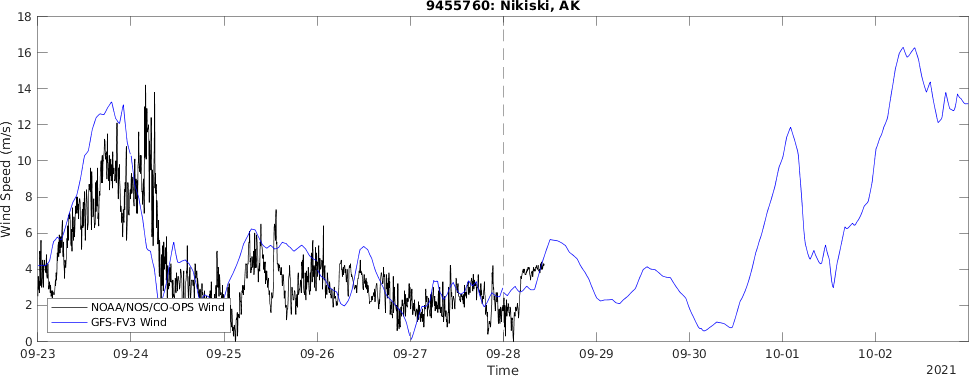 9455760: Nikiski, AK
18
16
14
12
10
8
6
4
2
0
Wind Speed (m/s)
NOAA/NOS/CO-OPS Wind
GFS-FV3 Wind
09-23 09-24 09-25 09-26 09-27 09-28 09-29 09-30 10-01 10-02
Time
2021